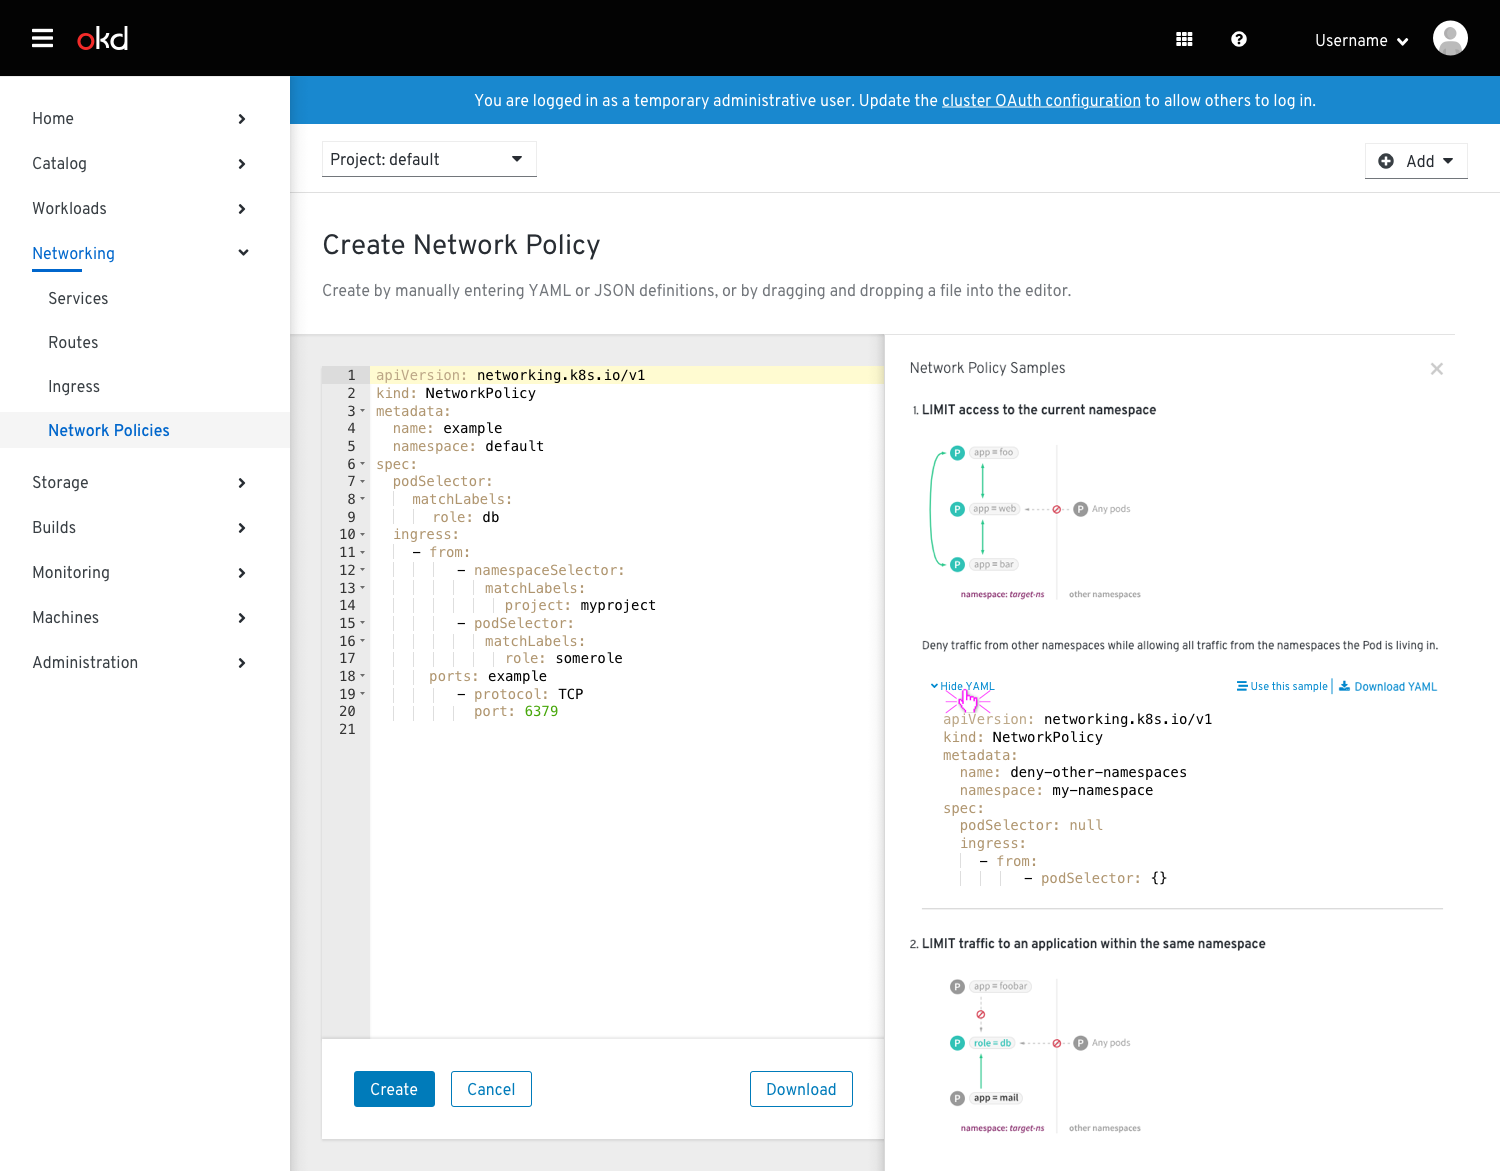 okd
Username
You are logged in as a temporary administrative user. Update the cluster OAuth configuration to allow others to log in.
Home
Catalog
Workloads
Networking
Services
Routes
Ingress
Network Policies
Storage
Builds
Monitoring
Machines
Administration
Project: default
Add
Create Network Policy
Create by manually entering YAML or JSON definitions, or by dragging and dropping a file into the editor.
1 apiVersion: networking.k8s.io/v1
2 kind: NetworkPolicy
3 metadata:
4 name: example
5 namespace: default
6 spec:
7 podSelector:
8 matchLabels:
9 role: db
10 ingress:
11 – from:
12 – namespaceSelector:
13 matchLabels:
14 project: myproject
15 – podSelector:
16 matchLabels:
17 role: somerole
18 ports: example
19 – protocol: TCP
20 port: 6379
21
Create
Cancel
Download
Network Policy Samples
1. LIMIT access to the current namespace
P app = foo
P app = web P Any pods
P app = bar
namespace: target-ns other namespaces
Deny traffic from other namespaces while allowing all traffic from the namespaces the Pod is living in.
Hide YAML Use this sample | Download YAML
apiVersion: networking.k8s.io/v1
kind: NetworkPolicy
metadata:
name: deny-other-namespaces
namespace: my-namespace
spec:
podSelector: null
ingress:
– from:
– podSelector: {}
2. LIMIT traffic to an application within the same namespace
P app = foobar
P role = db P Any pods
P app = mail
namespace: target-ns other namespaces